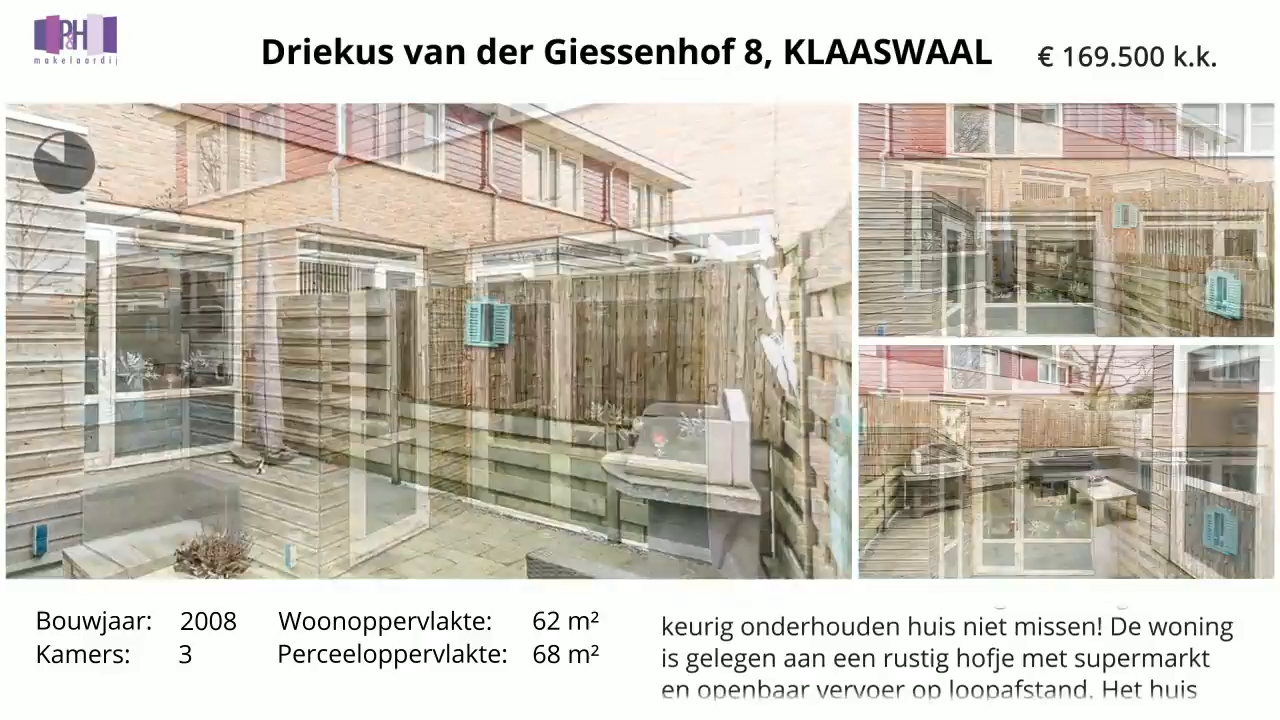 P&H
makelaardij
Driekus van der Giessenhof 8, KLAASWAAL
€ 169.500 k.k.
Bouwjaar: 2008 Woonoppervlakte: 62 m²
Kamers: 3 Perceeloppervlakte: 68 m²
keurig onderhouden huis niet missen! De woning
is gelegen aan een rustig hofje met supermarkt
en openbaar vervoer op loopafstand. Het huis